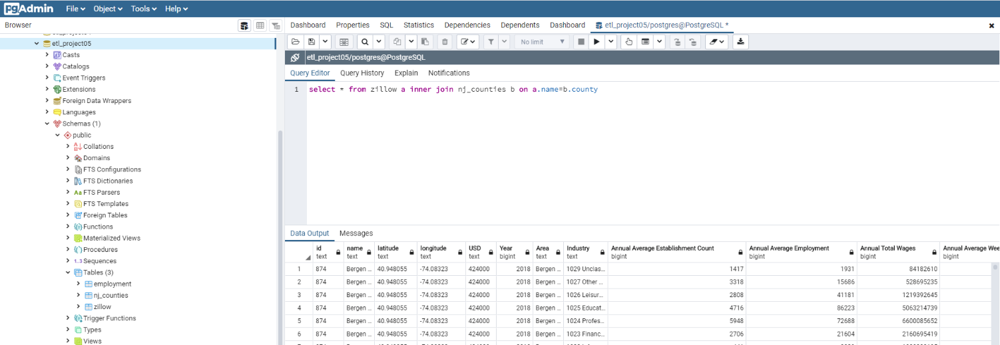 pgAdmin File Object Tools Help
Browser
Dashboard Properties SQL Statistics Dependencies Dependents Dashboard etl_project05/postgres@PostgreSQL *
etl_project05
Casts
Catalogs
Event Triggers
Extensions
Foreign Data Wrappers
Languages
Schemas (1)
public
Collations
Domains
FTS Configurations
FTS Dictionaries
Aa FTS Parsers
FTS Templates
Foreign Tables
Functions
Materialized Views
Procedures
1..3 Sequences
Tables (3)
employment
nj_counties
zillow
Trigger Functions
Types
Views
No limit
etl_project05/postgres@PostgreSQL
Query Editor Query History Explain Notifications
1 select * from zillow a inner join nj_counties b on a.name=b.county
Data Output Messages
id name latitude longitude USD Year Area Industry Annual Average Establishment Count Annual Average Employment Annual Total Wages Annual Average Wee
text text text text text bigint text text bigint bigint bigint bigint
1 874 Bergen ... 40.948055 -74.08323 424000 2018 Bergen ... 1029 Unclas... 1417 1931 84182610
2 874 Bergen ... 40.948055 -74.08323 424000 2018 Bergen ... 1027 Other ... 3318 15686 528695235
3 874 Bergen ... 40.948055 -74.08323 424000 2018 Bergen ... 1026 Leisur... 2808 41181 1219392645
4 874 Bergen ... 40.948055 -74.08323 424000 2018 Bergen ... 1025 Educat... 4716 86223 5063214739
5 874 Bergen ... 40.948055 -74.08323 424000 2018 Bergen ... 1024 Profes... 5948 72688 6600085652
6 874 Bergen ... 40.948055 -74.08323 424000 2018 Bergen ... 1023 Financ... 2706 21604 2160695419